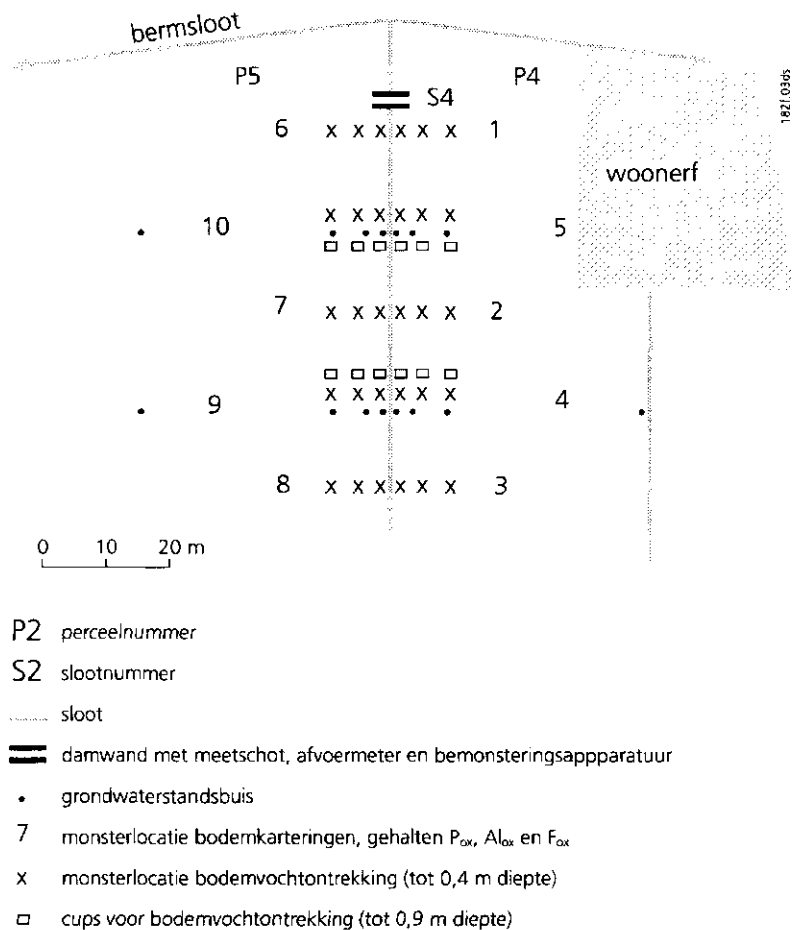 bermsloot
P5
P4
S4
182f.03ds
6
x x x x x x
1
woonerf
10
x x x x x x
5
7
x x x x x x
2
9
x x x x x x
4
8
x x x x x x
3
0 10 20 m
P2 perceelnummer
S2 slootnummer
sloot
damwand met meetschot, afvoermeter en bemonsteringsappparatuur
grondwaterstandsbuis
7 monsterlocatie bodemkarteringen, gehalten Pox, Alox en Fox
x monsterlocatie bodemvochtontrekking (tot 0,4 m diepte)
cups voor bodemvochtontrekking (tot 0,9 m diepte)